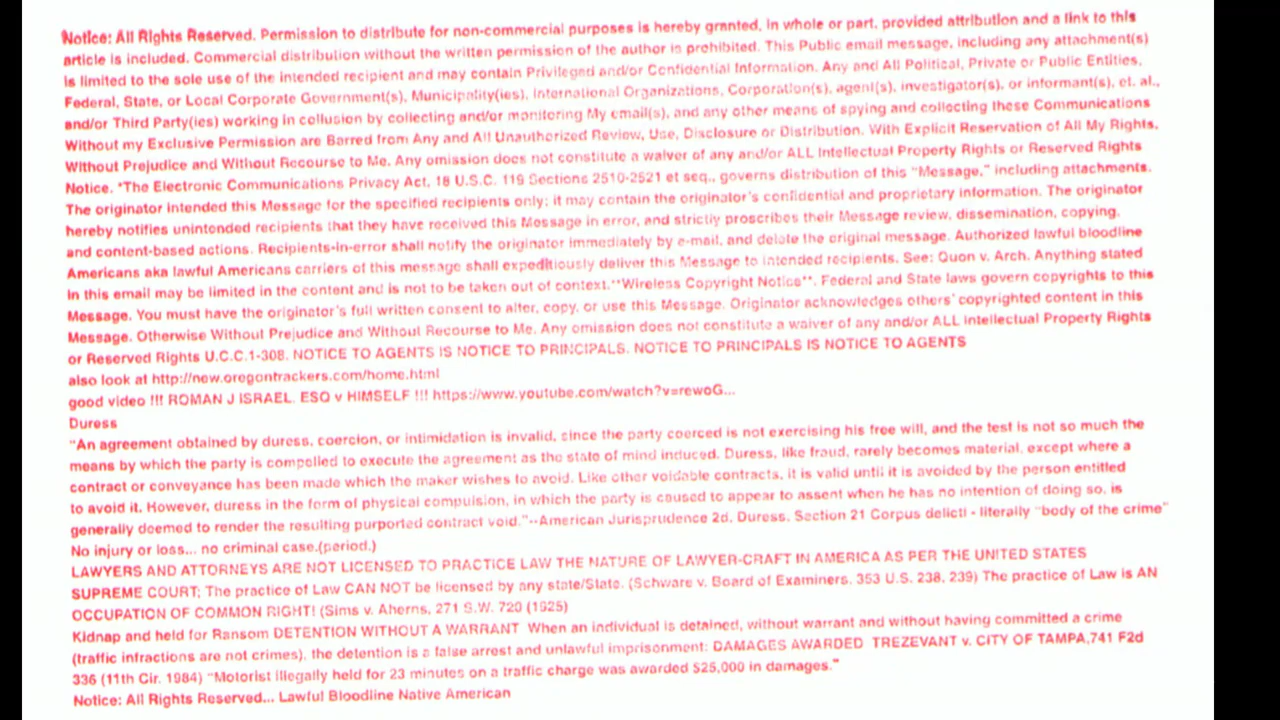 Notice: All Rights Reserved. Permission to distribute for non-commercial purposes is hereby granted, in whole or part, provided attribution and a link to this
article is included. Commercial distribution without the written permission of the author is prohibited. This Public email message, including any attachment(s)
is limited to the sole use of the intended recipient and may contain Privileged and/or Confidential Information. Any and All Political, Private or Public Entities,
Federal, State, or Local Corporate Government(s), Municipality(ies), International Organizations, Corporation(s), agent(s), investigator(s), or informant(s), et. al.,
and/or Third Party(ies) working in collusion by collecting and/or monitoring My email(s), and any other means of spying and collecting these Communications
Without my Exclusive Permission are Barred from Any and All Unauthorized Review, Use, Disclosure or Distribution. With Explicit Reservation of All My Rights,
Without Prejudice and Without Recourse to Me. Any omission does not constitute a waiver of any and/or ALL Intellectual Property Rights or Reserved Rights
Notice. "The Electronic Communications Privacy Act, 18 U.S.C. 119 Sections 2510-2521 et seq., governs distribution of this "Message," including attachments.
The originator intended this Message for the specified recipients only; it may contain the originator's confidential and proprietary information. The originator
hereby notifies unintended recipients that they have received this Message in error, and strictly proscribes their Message review, dissemination, copying,
and content-based actions. Recipients-in-error shall notify the originator immediately by e-mail, and delete the original message. Authorized lawful bloodline
Americans aka lawful Americans carriers of this message shall expeditiously deliver this Message to intended recipients. See: Quon v. Arch. Anything stated
in this email may be limited in the content and is not to be taken out of context.**Wireless Copyright Notice**. Federal and State laws govern copyrights to this
Message. You must have the originator's full written consent to alter, copy, or use this Message. Originator acknowledges others' copyrighted content in this
Message. Otherwise Without Prejudice and Without Recourse to Me. Any omission does not constitute a waiver of any and/or ALL Intellectual Property Rights
or Reserved Rights U.C.C.1-308. NOTICE TO AGENTS IS NOTICE TO PRINCIPALS. NOTICE TO PRINCIPALS IS NOTICE TO AGENTS
also look at http://new.oregontrackers.com/home.html
good video !!! ROMAN J ISRAEL. ESQ v HIMSELF !!! https://www.youtube.com/watch?v=rewoG...
Duress
"An agreement obtained by duress, coercion, or intimidation is invalid, since the party coerced is not exercising his free will, and the test is not so much the
means by which the party is compelled to execute the agreement as the state of mind induced. Duress, like fraud, rarely becomes material, except where a
contract or conveyance has been made which the maker wishes to avoid. Like other voidable contracts, it is valid until it is avoided by the person entitled
to avoid it. However, duress in the form of physical compulsion, in which the party is caused to appear to assent when he has no intention of doing so, is
generally deemed to render the resulting purported contract void."--American Jurisprudence 2d, Duress, Section 21 Corpus delicti - literally "body of the crime"
No injury or loss... no criminal case.(period.)
LAWYERS AND ATTORNEYS ARE NOT LICENSED TO PRACTICE LAW THE NATURE OF LAWYER-CRAFT IN AMERICA AS PER THE UNITED STATES
SUPREME COURT; The practice of Law CAN NOT be licensed by any state/State. (Schware v. Board of Examiners, 353 U.S. 238, 239) The practice of Law is AN
OCCUPATION OF COMMON RIGHT! (Sims v. Aherns, 271 S.W. 720 (1925)
Kidnap and held for Ransom DETENTION WITHOUT A WARRANT When an individual is detained, without warrant and without having committed a crime
(traffic infractions are not crimes), the detention is a false arrest and unlawful imprisonment: DAMAGES AWARDED TREZEVANT v. CITY OF TAMPA,741 F2d
336 (11th Cir. 1984) "Motorist illegally held for 23 minutes on a traffic charge was awarded $25,000 in damages."
Notice: All Rights Reserved... Lawful Bloodline Native American